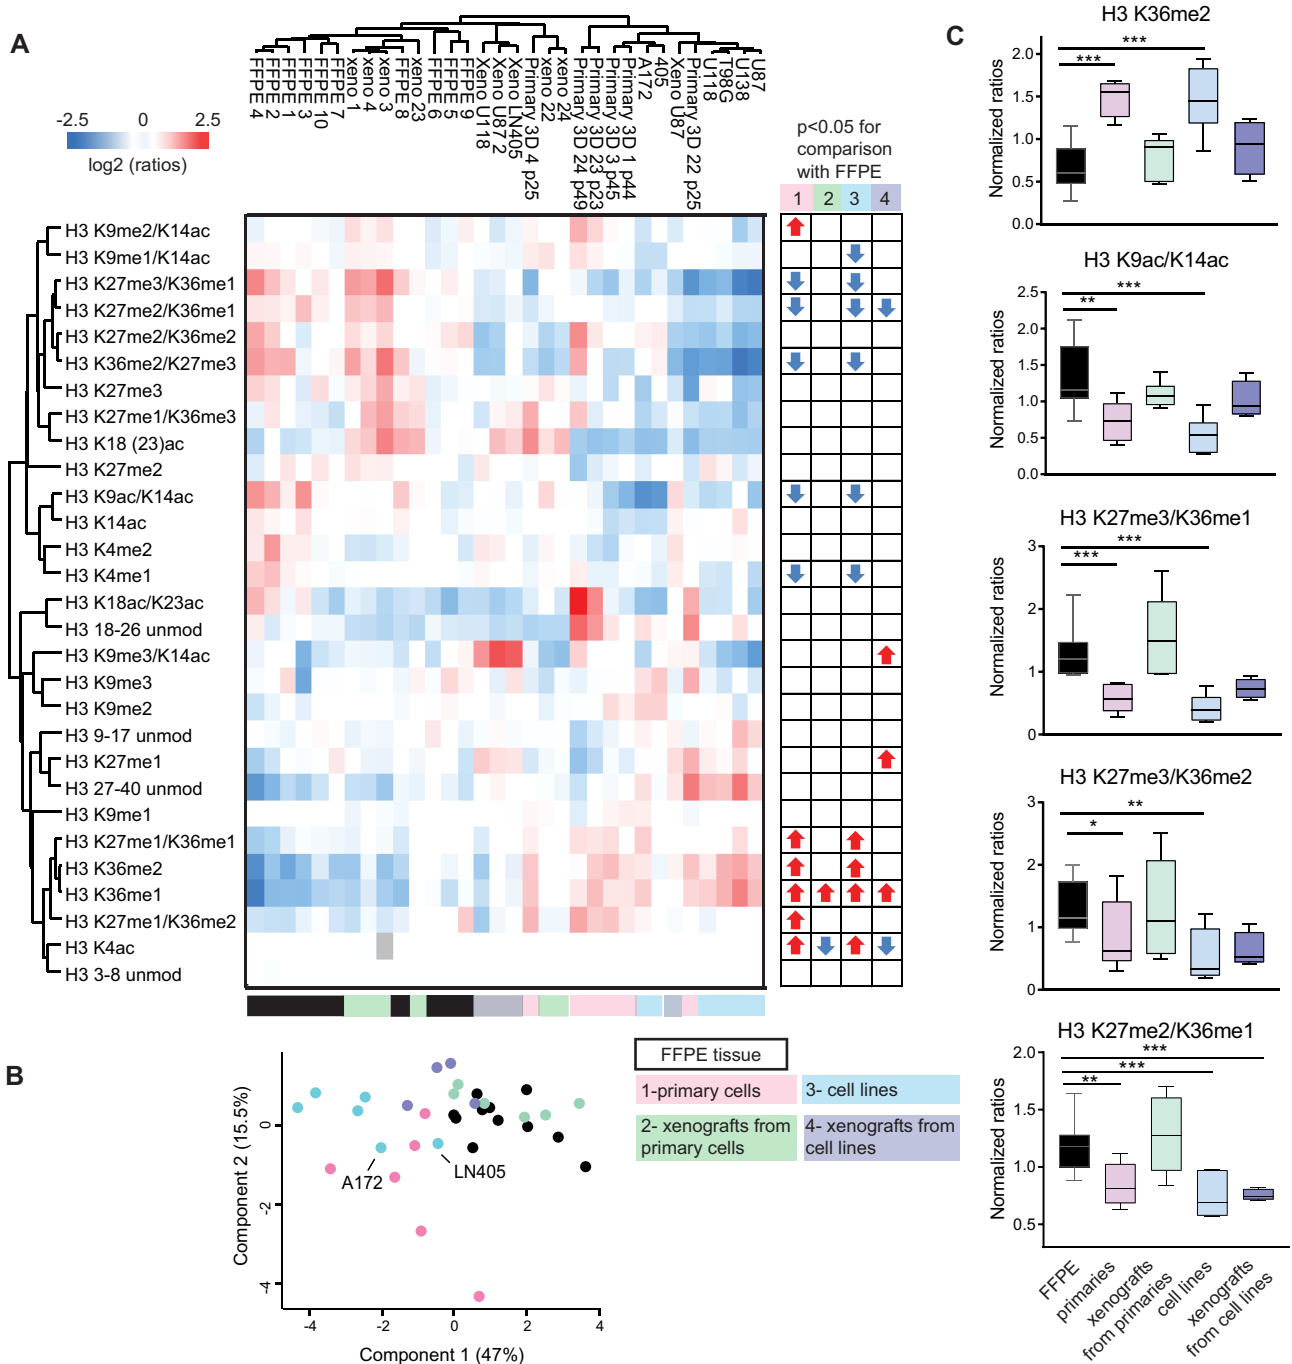 A
-2.5 0 2.5
log2 (ratios)
FFPE 4
FFPE 2
FFPE 1
FFPE 3
FFPE 10
FFPE 7
xeno 1
xeno 4
xeno 3
FFPE 8
xeno 23
FFPE 6
FFPE 5
FFPE 9
Xeno U118
Xeno U87 2
Xeno LN405
Primary 3D 4 p25
xeno 22
xeno 24
Primary 3D 24 p49
Primary 3D 23 p23
Primary 3D 3 p45
Primary 3D 1 p44
A172
405
Xeno U87
Primary 3D 22 p25
U118
T98G
U138
U87
p<0.05 for
comparison
with FFPE
1 2 3 4
H3 K9me2/K14ac
H3 K9me1/K14ac
H3 K27me3/K36me1
H3 K27me2/K36me1
H3 K27me2/K36me2
H3 K36me2/K27me3
H3 K27me3
H3 K27me1/K36me3
H3 K18 (23)ac
H3 K27me2
H3 K9ac/K14ac
H3 K14ac
H3 K4me2
H3 K4me1
H3 K18ac/K23ac
H3 18-26 unmod
H3 K9me3/K14ac
H3 K9me3
H3 K9me2
H3 9-17 unmod
H3 K27me1
H3 27-40 unmod
H3 K9me1
H3 K27me1/K36me1
H3 K36me2
H3 K36me1
H3 K27me1/K36me2
H3 K4ac
H3 3-8 unmod
B
Component 2 (15.5%)
0
-2
-4
A172
LN405
-4 -2 0 2 4
Component 1 (47%)
FFPE tissue
1-primary cells
3- cell lines
2- xenografts from
primary cells
4- xenografts from
cell lines
C
H3 K36me2
Normalized ratios
2.0
1.5
1.0
0.5
0.0
***
***
H3 K9ac/K14ac
Normalized ratios
2.5
2.0
1.5
1.0
0.5
0.0
***
**
H3 K27me3/K36me1
Normalized ratios
3
2
1
0
***
***
H3 K27me3/K36me2
Normalized ratios
3
2
1
0
**
*
H3 K27me2/K36me1
Normalized ratios
2.0
1.5
1.0
0.5
***
***
**
FFPE
primaries
xenografts
from primaries
cell lines
xenografts
from cell lines